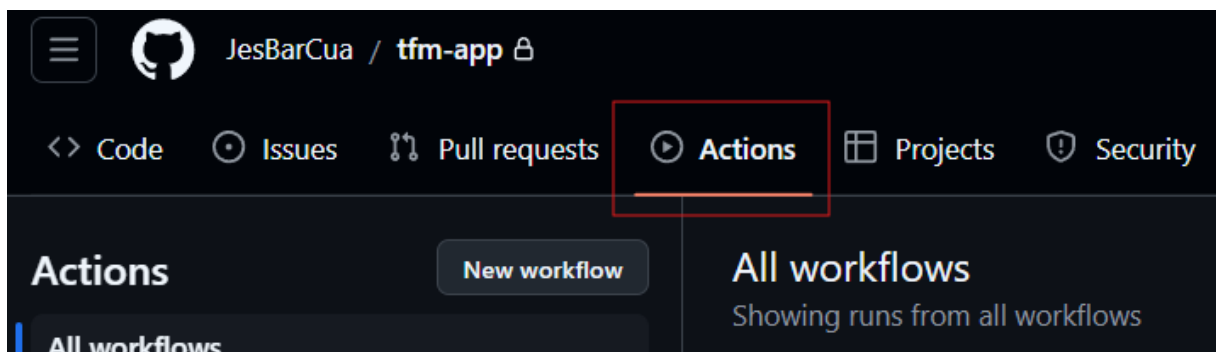 JesBarCua / tfm-app
Code Issues Pull requests Actions Projects Security
Actions New workflow
All workflows
Showing runs from all workflows
All workflows